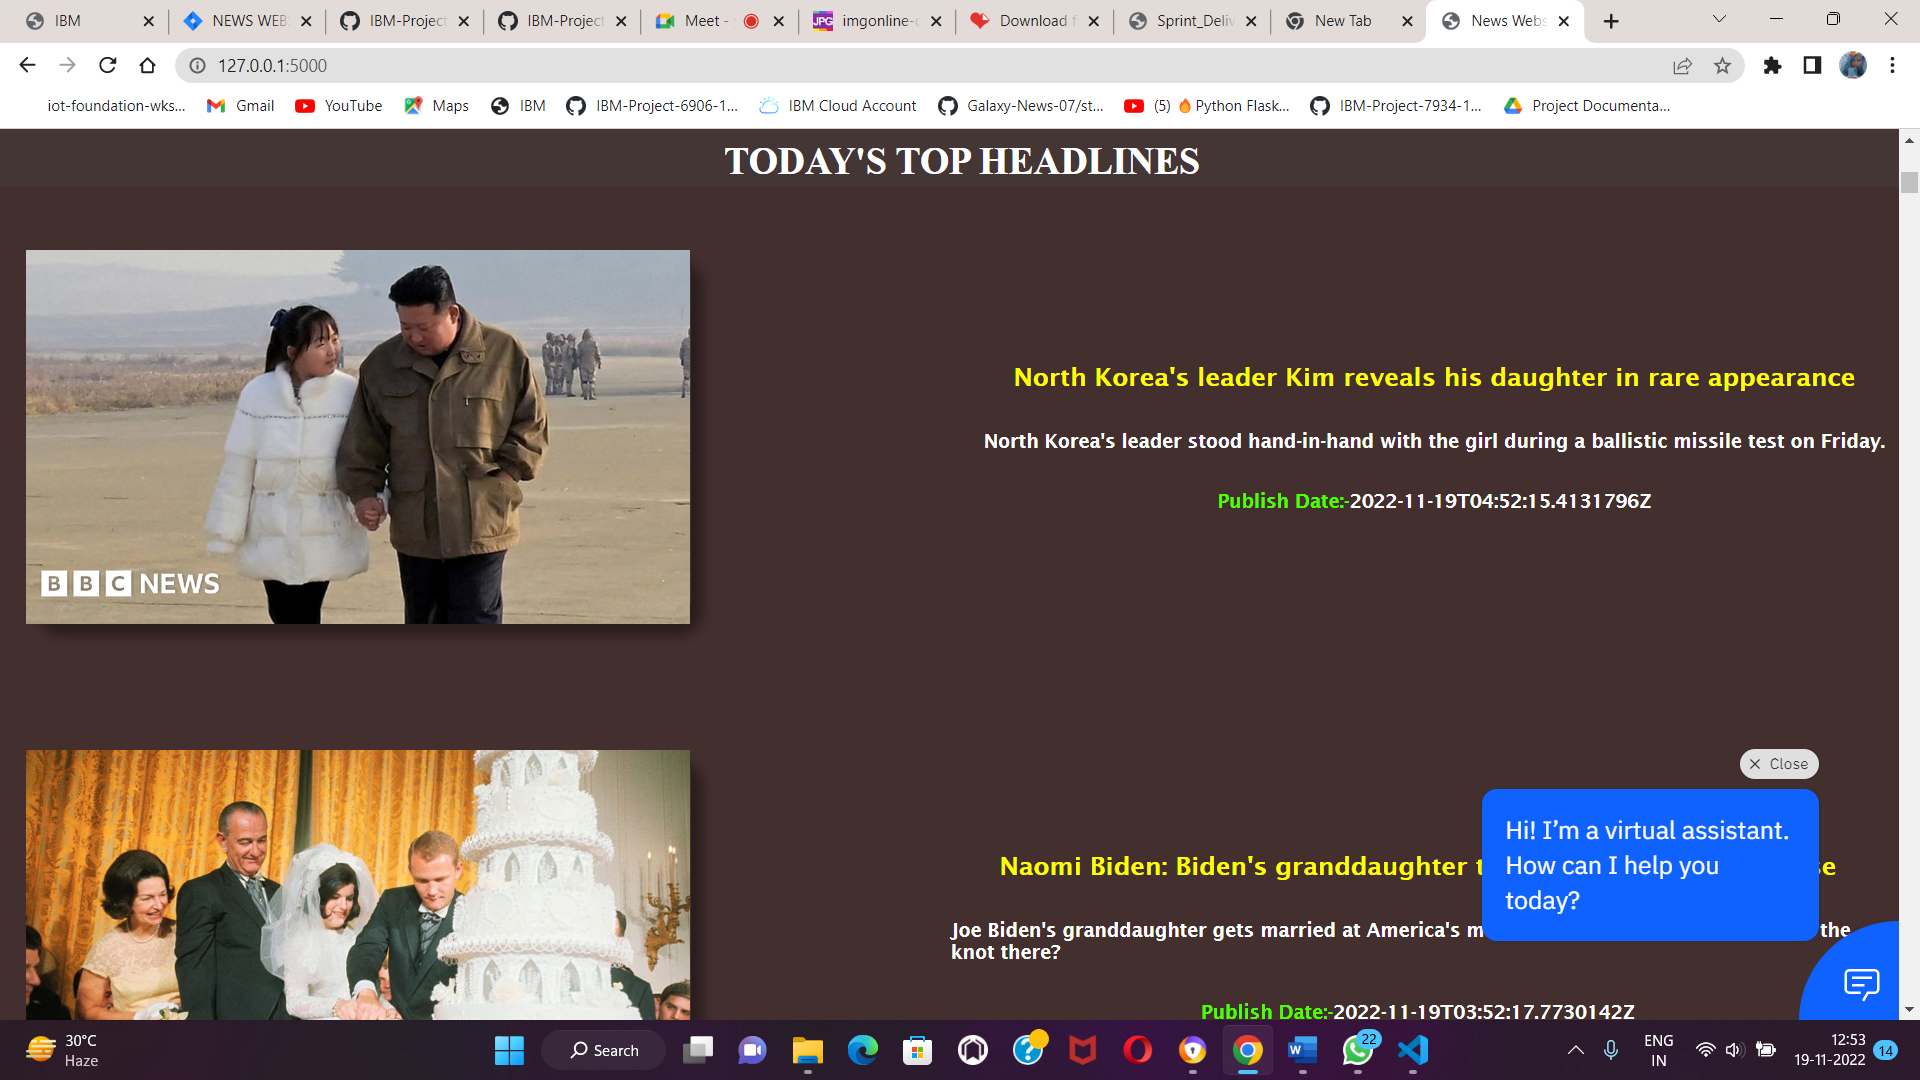 IBM
NEWS WEB
IBM-Project
IBM-Project
Meet -
imgonline-c
Download f
Sprint_Deliv
New Tab
News Webs
127.0.0.1:5000
iot-foundation-wks...
Gmail
YouTube
Maps
IBM
IBM-Project-6906-1...
IBM Cloud Account
Galaxy-News-07/st...
(5) 🔥 Python Flask...
IBM-Project-7934-1...
Project Documenta...
TODAY'S TOP HEADLINES
BBC NEWS
North Korea's leader Kim reveals his daughter in rare appearance
North Korea's leader stood hand-in-hand with the girl during a ballistic missile test on Friday.
Publish Date:-2022-11-19T04:52:15.4131796Z
Close
Hi! I'm a virtual assistant.
How can I help you
today?
Naomi Biden: Biden's granddaughter
Joe Biden's granddaughter gets married at America's the
knot there?
Publish Date:-2022-11-19T03:52:17.7730142Z
30°C
Haze
Search
22
ENG
IN
12:53
19-11-2022
14